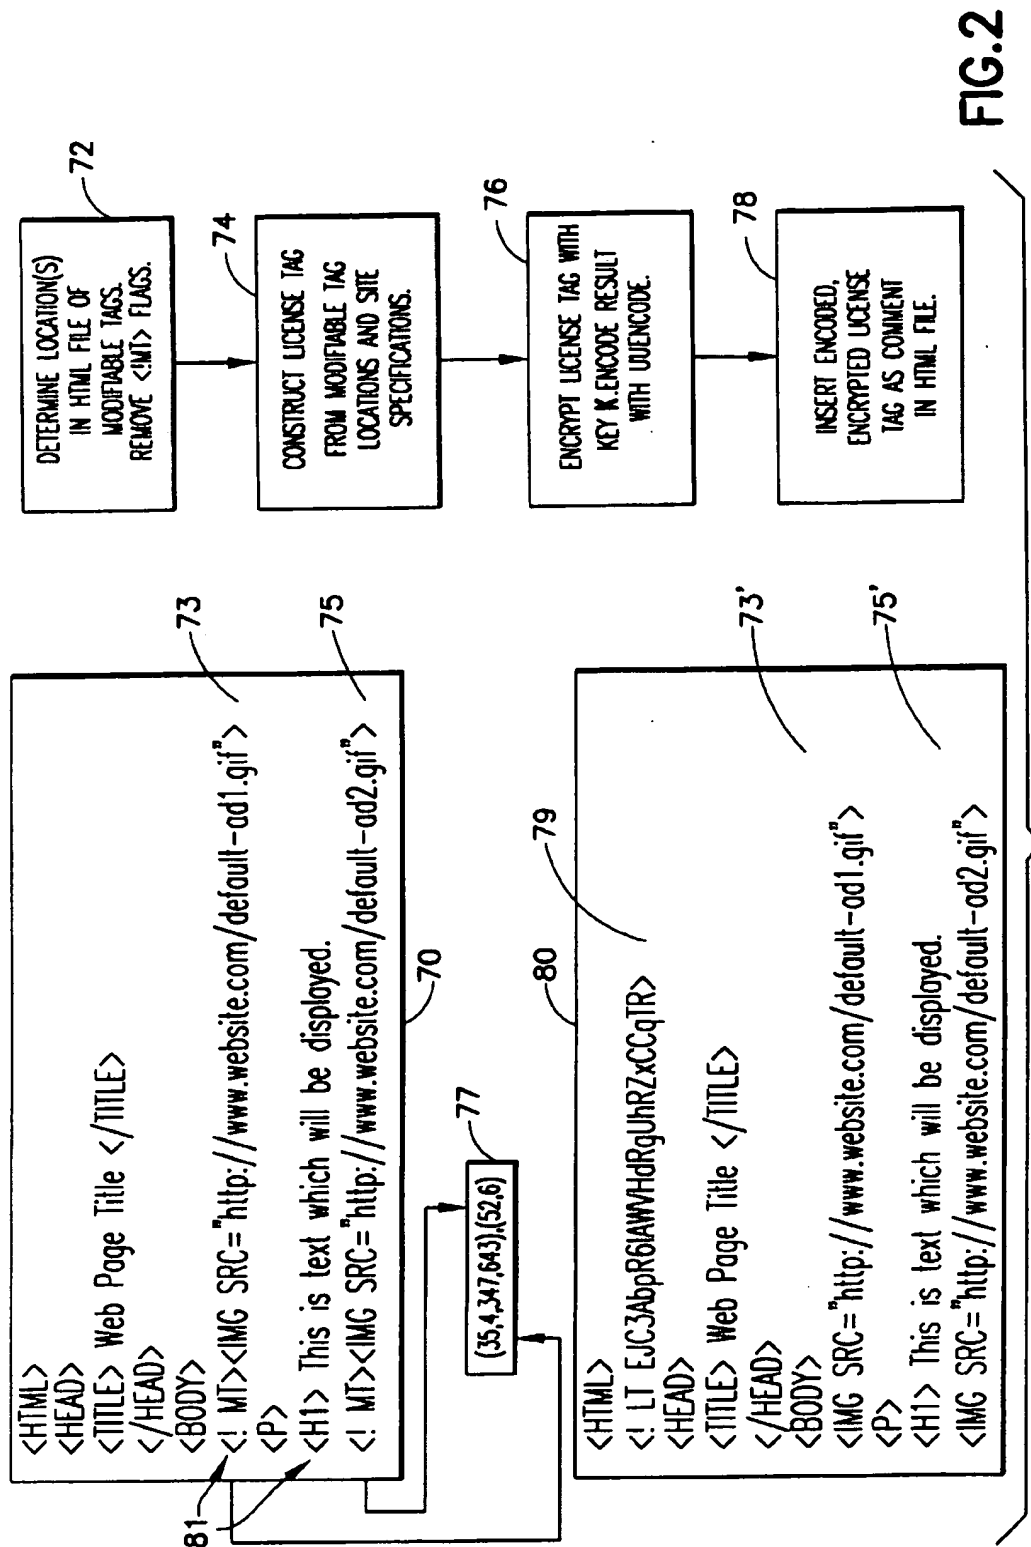 <HTML>
<HEAD>
<TITLE> Web Page Title </TITLE>
</HEAD>
<BODY>
<! MT><IMG SRC="http://www.website.com/default-ad1.gif">
<P>
<H1> This is text which will be displayed.
<! MT><IMG SRC="http://www.website.com/default-ad2.gif">
81
73
75
70
77
(35,4,347,643),(52,6)
80
79
<HTML>
<! LT EJC3AbpR6IAWVHdRgUhRZxCCqTR>
<HEAD>
<TITLE> Web Page Title </TITLE>
</HEAD>
<BODY>
<IMG SRC="http://www.website.com/default-ad1.gif">
<P>
<H1> This is text which will be displayed.
<IMG SRC="http://www.website.com/default-ad2.gif">
73'
75'
72
DETERMINE LOCATION(S)
IN HTML FILE OF
MODIFIABLE TAGS.
REMOVE <!MT> FLAGS.
74
CONSTRUCT LICENSE TAG
FROM MODIFIABLE TAG
LOCATIONS AND SITE
SPECIFICATIONS.
76
ENCRYPT LICENSE TAG WITH
KEY K.ENCODE RESULT
WITH UUENCODE.
78
INSERT ENCODED,
ENCRYPTED LICENSE
TAG AS COMMENT
IN HTML FILE.
FIG.2